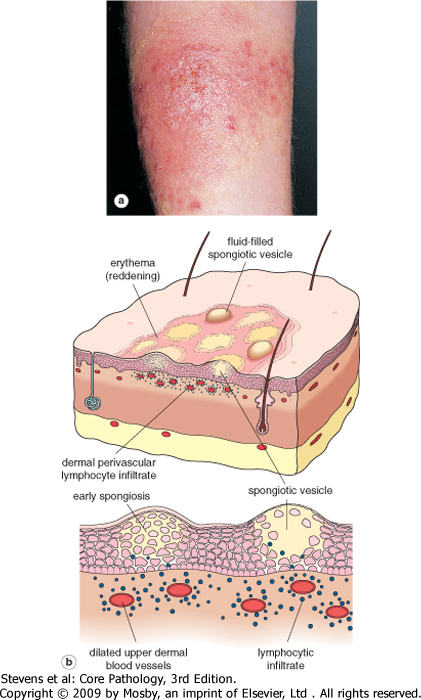 a
fluid-filled
spongiotic vesicle
erythema
(reddening)
dermal perivascular
lymphocyte infiltrate
spongiotic vesicle
early spongiosis
dilated upper dermal
blood vessels
lymphocytic
infiltrate
b
Stevens et al: Core Pathology, 3rd Edition.
Copyright © 2009 by Mosby, an imprint of Elsevier, Ltd . All rights reserved.